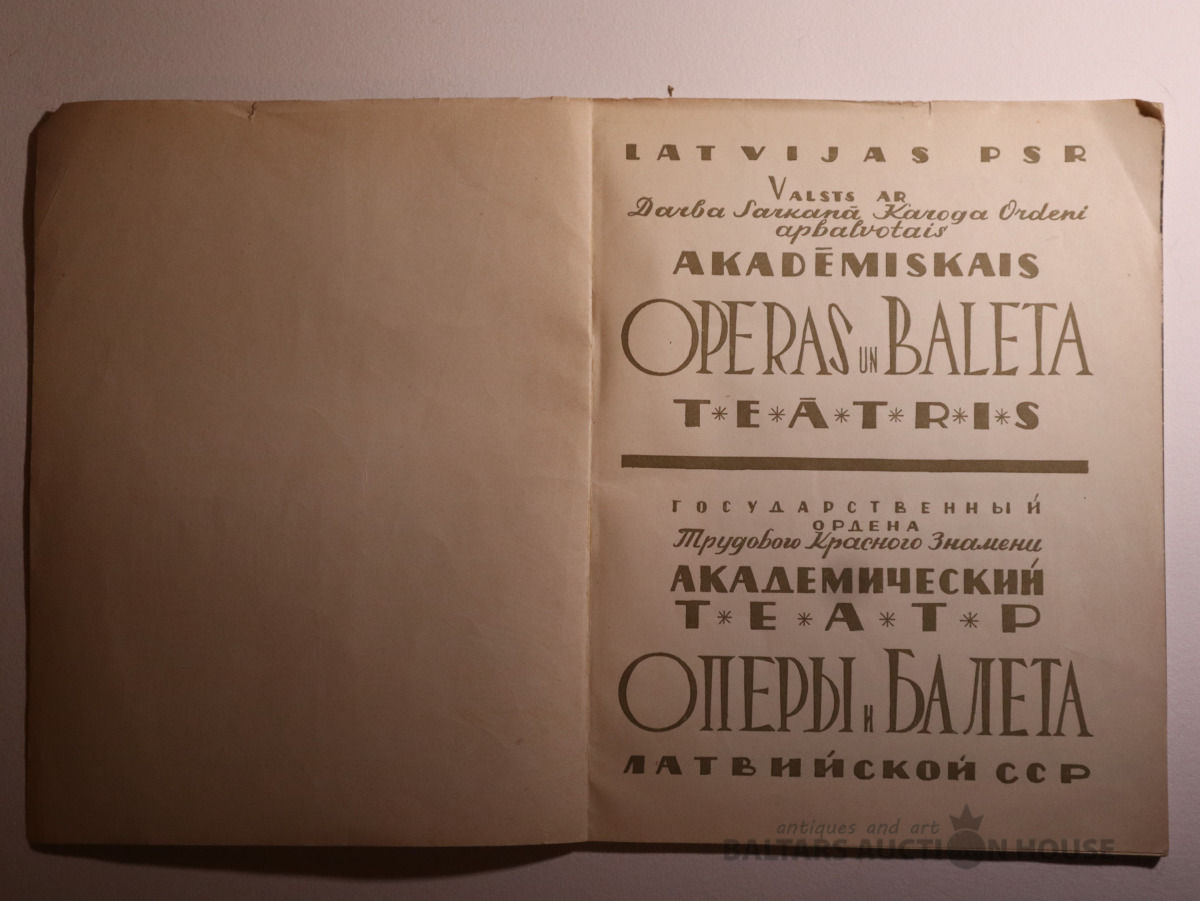 LATVIJAS PSR
VALSTS AR
Darba Sarkanā Karoga Ordeni
apbalvotais
AKADĒMISKAIS
OPERAS UN BALETA
T*E*Ā*T*R*I*S
ГОСУДАРСТВЕННЫЙ
ОРДЕНА
Трудового Красного Знамени
АКАДЕМИЧЕСКИЙ
Т*Е*А*Т*Р
ОПЕРЫ И БАЛЕТА
ЛАТВИЙСКОЙ ССР
antiques and art
BALTARS AUCTION HOUSE